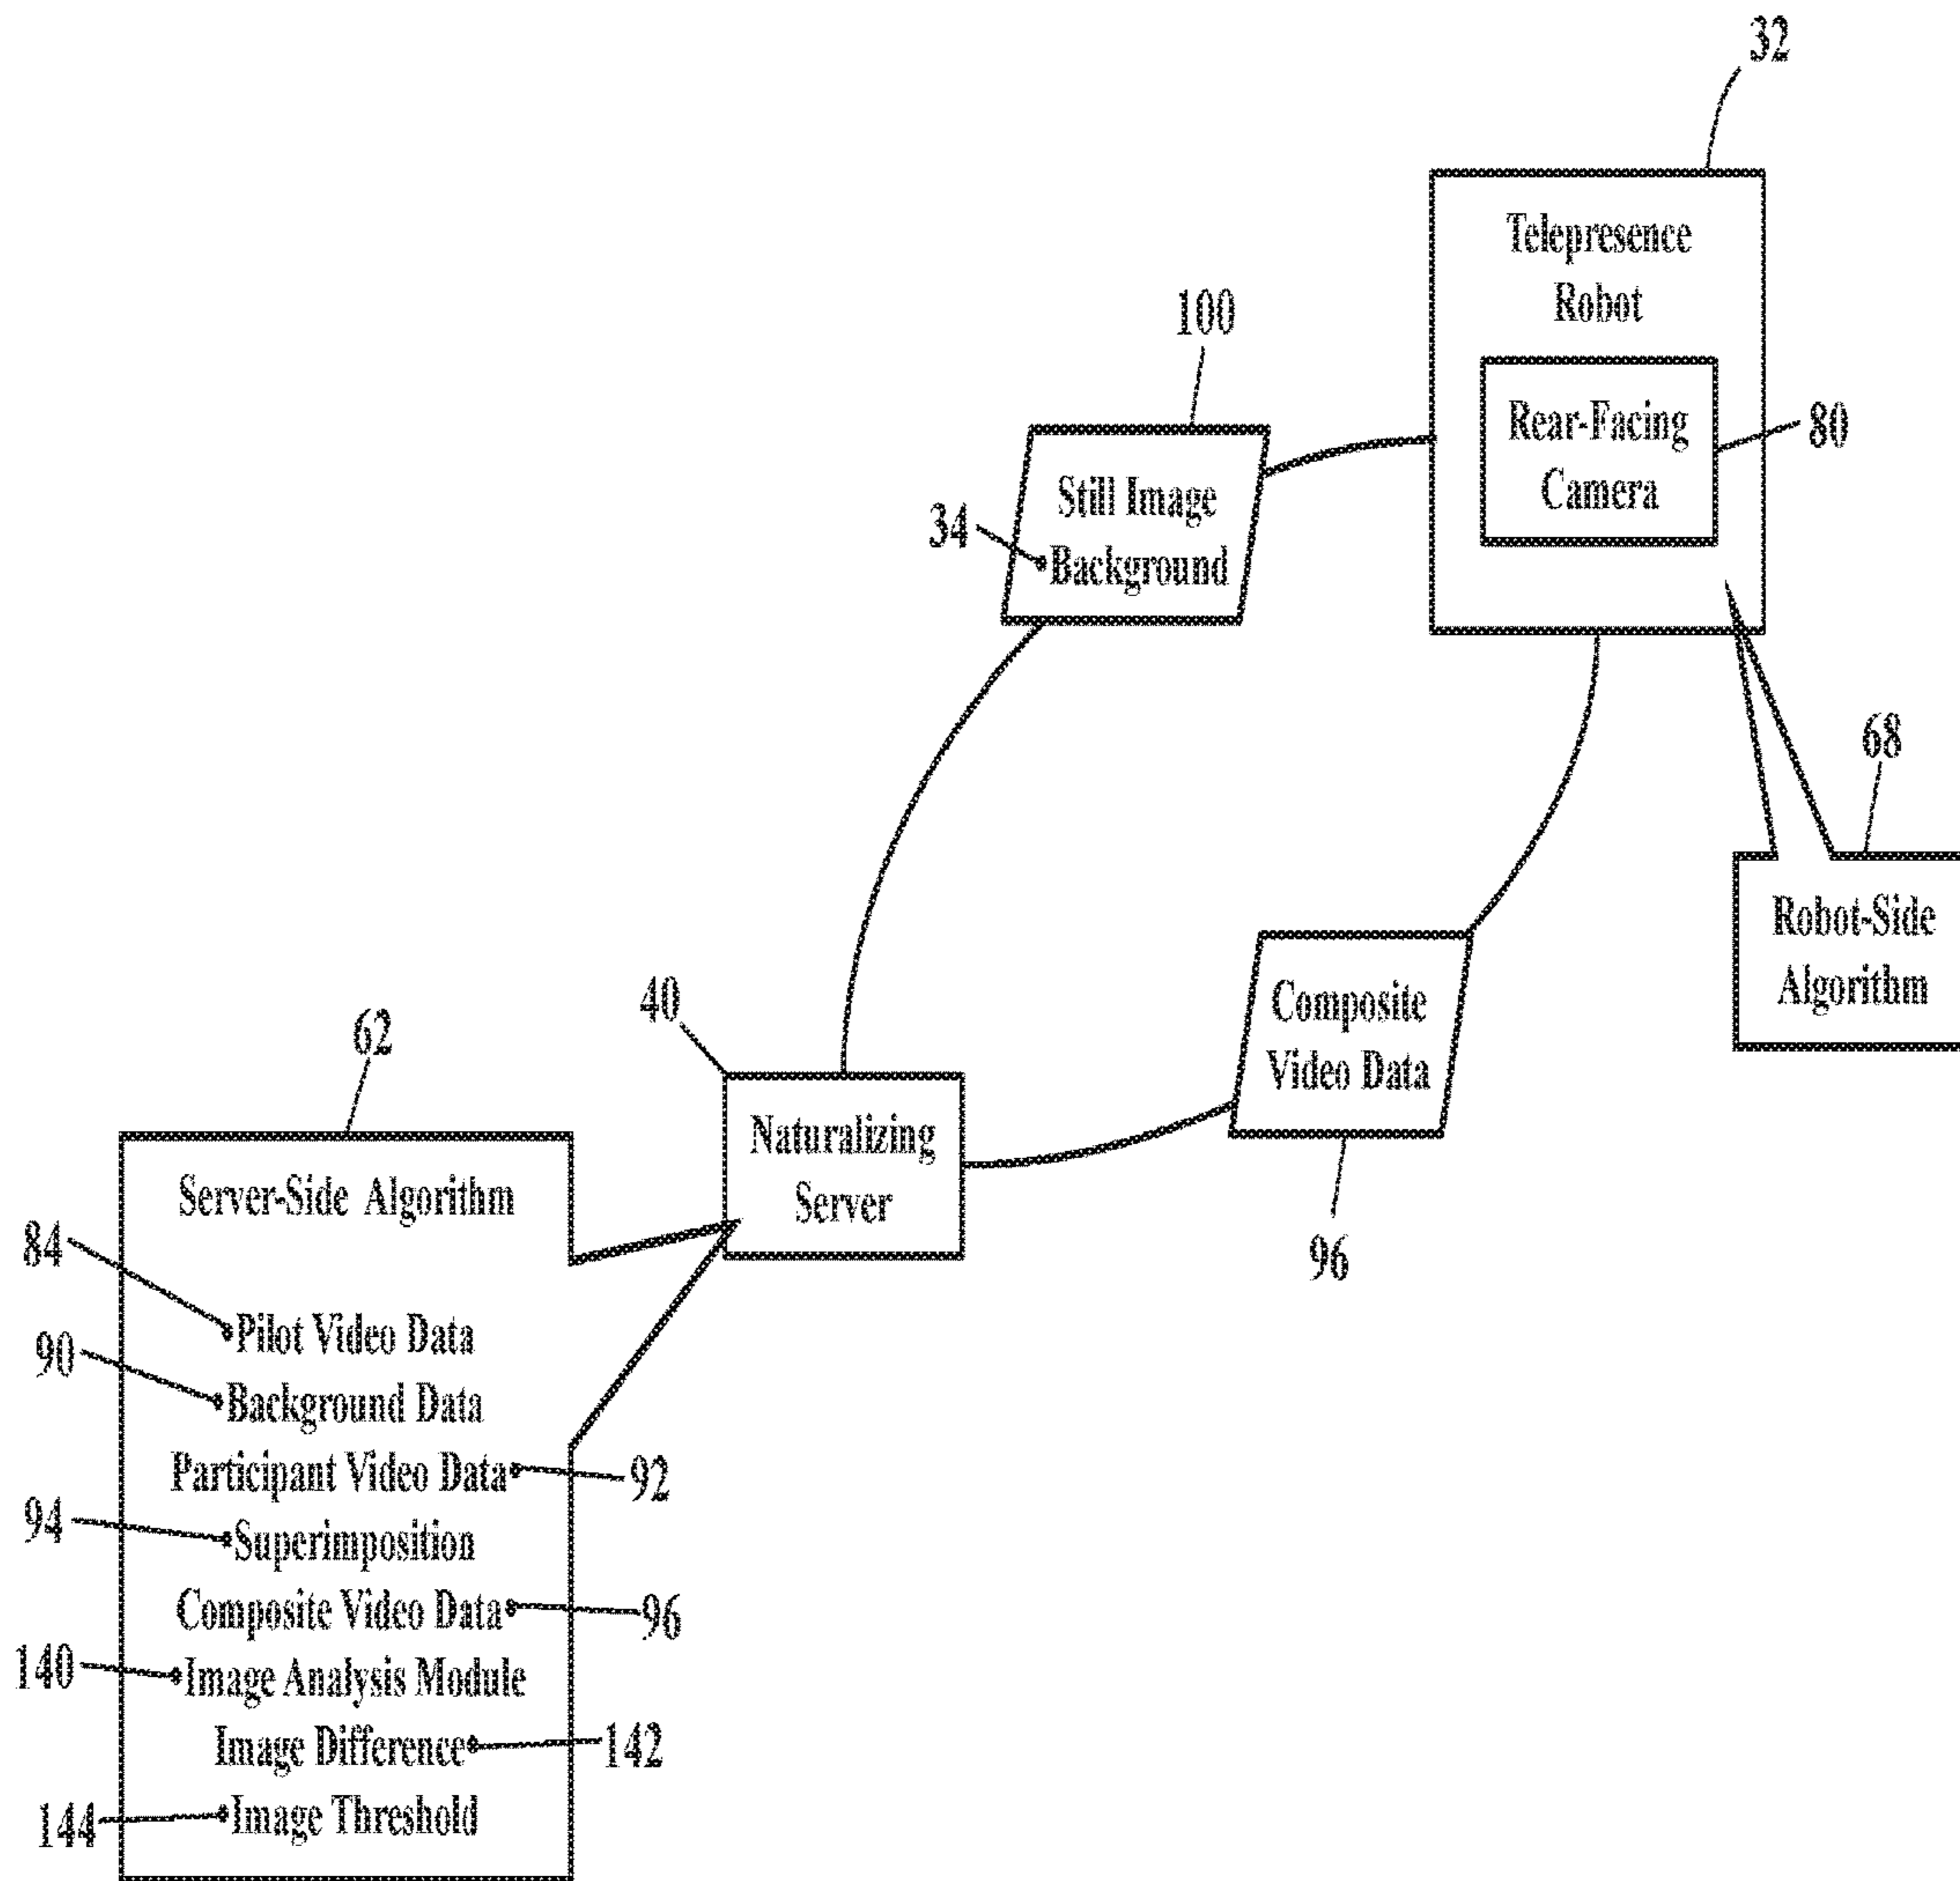 32
Telepresence
Robot
100
Rear-Facing
Camera
80
Still Image
34
Background
68
Robot-Side
Algorithm
Composite
Video Data
96
40
Naturalizing
Server
62
Server-Side Algorithm
84
Pilot Video Data
90
Background Data
Participant Video Data
92
94
Superimposition
Composite Video Data
96
140
Image Analysis Module
Image Difference
142
144
Image Threshold